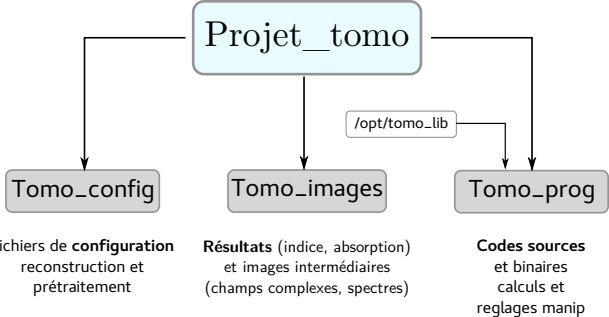 Projet_tomo
/opt/tomo_lib
Tomo_config
Tomo_images
Tomo_prog
ichiers de configuration
reconstruction et
prétraitement
Résultats (indice, absorption)
et images intermédiaires
(champs complexes, spectres)
Codes sources
et binaires
calculs et
reglages manip